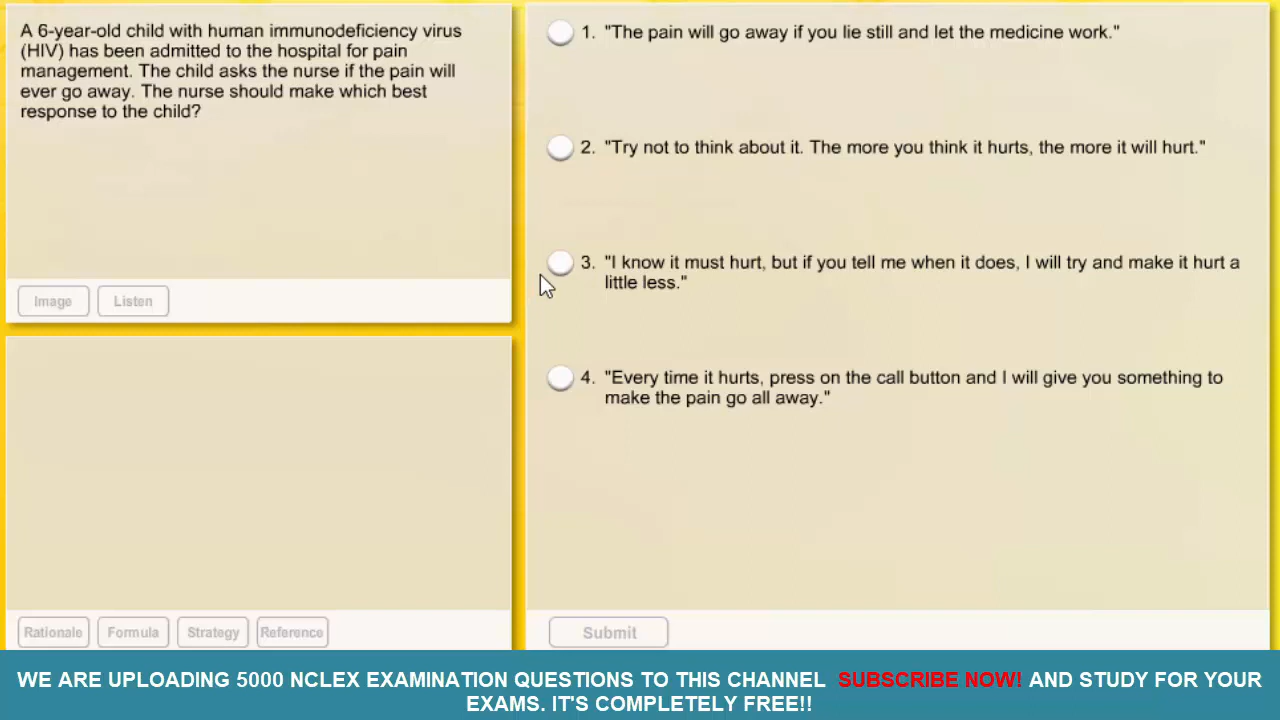 A 6-year-old child with human immunodeficiency virus
(HIV) has been admitted to the hospital for pain
management. The child asks the nurse if the pain will
ever go away. The nurse should make which best
response to the child?
Image
Listen
Rationale
Formula
Strategy
Reference
1. "The pain will go away if you lie still and let the medicine work."
2. "Try not to think about it. The more you think it hurts, the more it will hurt."
3. "I know it must hurt, but if you tell me when it does, I will try and make it hurt a
little less."
4. "Every time it hurts, press on the call button and I will give you something to
make the pain go all away."
Submit
WE ARE UPLOADING 5000 NCLEX EXAMINATION QUESTIONS TO THIS CHANNEL SUBSCRIBE NOW! AND STUDY FOR YOUR
EXAMS. IT'S COMPLETELY FREE!!